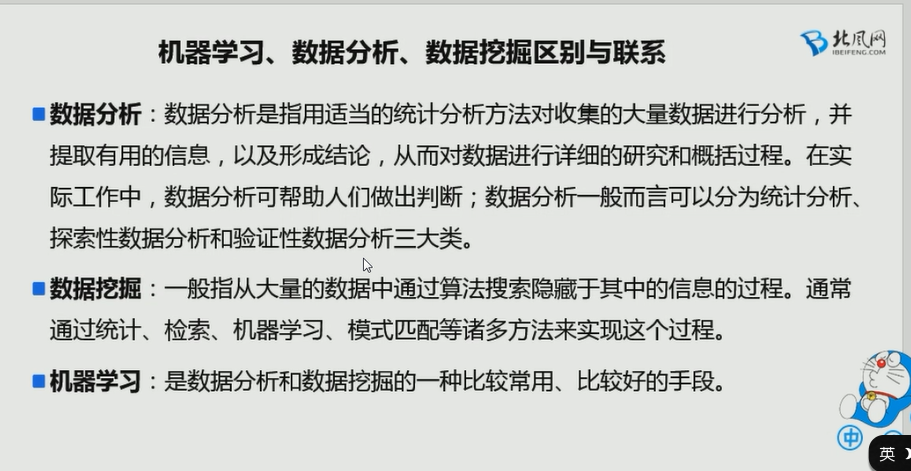 机器学习、数据分析、数据挖掘区别与联系
北风网
IBEIFENG.COM
数据分析：数据分析是指用适当的统计分析方法对收集的大量数据进行分析，并
提取有用的信息，以及形成结论，从而对数据进行详细的研究和概括过程。在实
际工作中，数据分析可帮助人们做出判断；数据分析一般而言可以分为统计分析、
探索性数据分析和验证性数据分析三大类。
数据挖掘：一般指从大量的数据中通过算法搜索隐藏于其中的信息的过程。通常
通过统计、检索、机器学习、模式匹配等诸多方法来实现这个过程。
机器学习：是数据分析和数据挖掘的一种比较常用、比较好的手段。
中
英